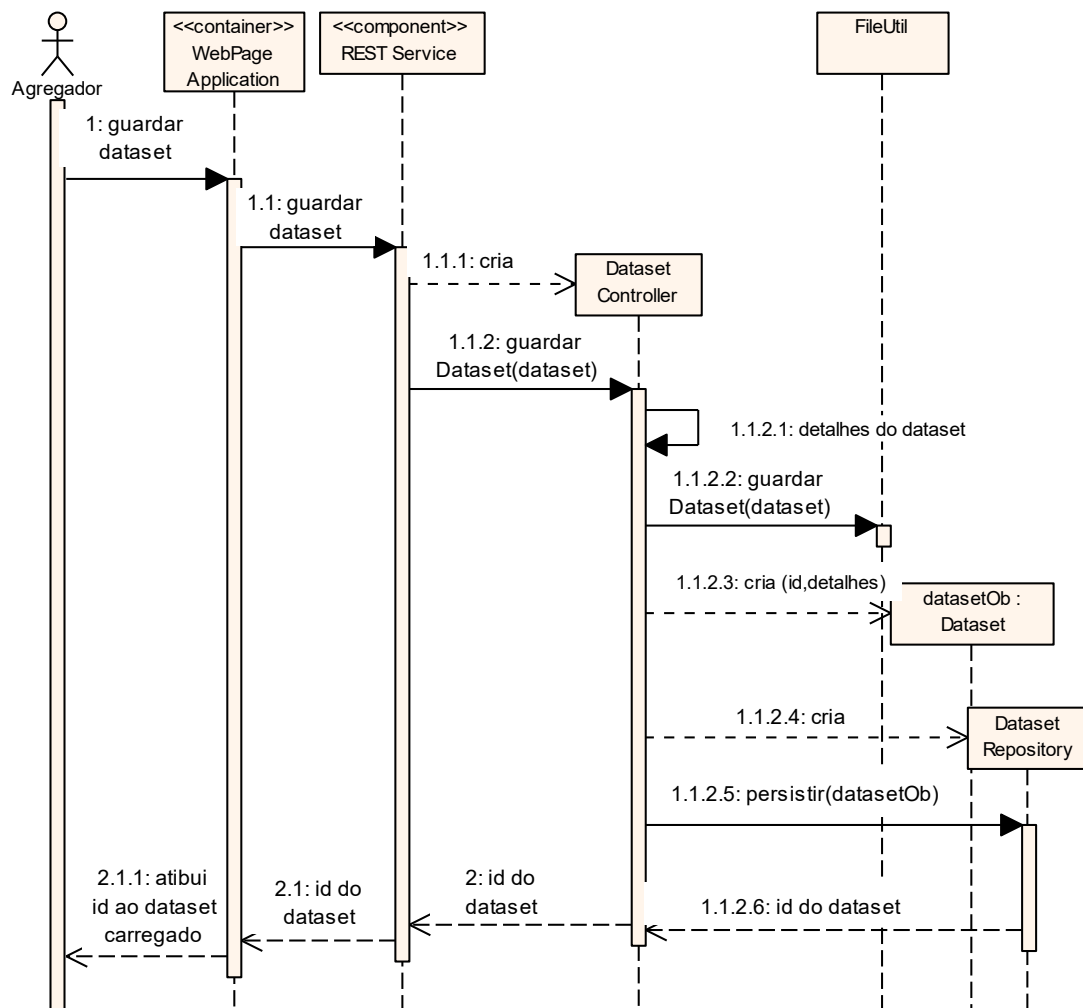 <<container>>
WebPage
Application
<<component>>
REST Service
FileUtil
Agregador
1: guardar
dataset
1.1: guardar
dataset
1.1.1: cria
Dataset
Controller
1.1.2: guardar
Dataset(dataset)
1.1.2.1: detalhes do dataset
1.1.2.2: guardar
Dataset(dataset)
1.1.2.3: cria (id,detalhes)
datasetOb :
Dataset
1.1.2.4: cria
Dataset
Repository
1.1.2.5: persistir(datasetOb)
2.1.1: atibui
id ao dataset
carregado
2.1: id do
dataset
2: id do
dataset
1.1.2.6: id do dataset